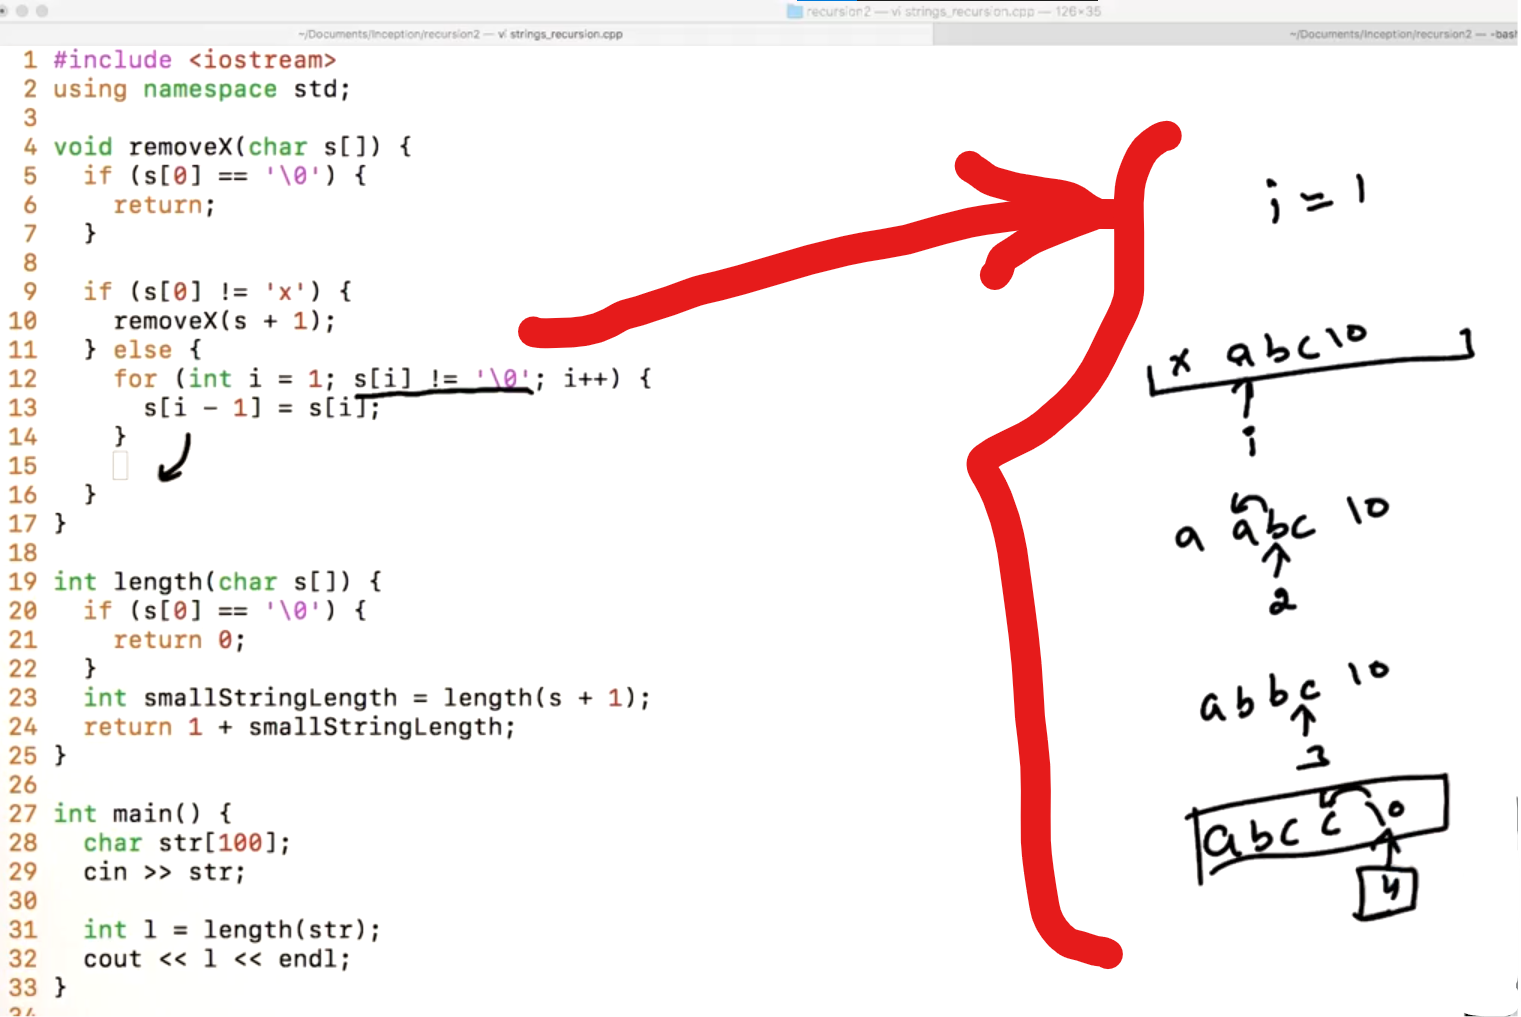 recursion2 — vi strings_recursion.cpp — 126×35
~/Documents/Inception/recursion2 — vi strings_recursion.cpp
~/Documents/Inception/recursion2 — -bash
1 #include <iostream>
2 using namespace std;
3
4 void removeX(char s[]) {
5 if (s[0] == '\0') {
6 return;
7 }
8
9 if (s[0] != 'x') {
10 removeX(s + 1);
11 } else {
12 for (int i = 1; s[i] != '\0'; i++) {
13 s[i - 1] = s[i];
14 }
15
16 }
17 }
18
19 int length(char s[]) {
20 if (s[0] == '\0') {
21 return 0;
22 }
23 int smallStringLength = length(s + 1);
24 return 1 + smallStringLength;
25 }
26
27 int main() {
28 char str[100];
29 cin >> str;
30
31 int l = length(str);
32 cout << l << endl;
33 }
34
i = 1
x abc\0
i
a abc \0
2
abbc \0
3
abcc \0
4